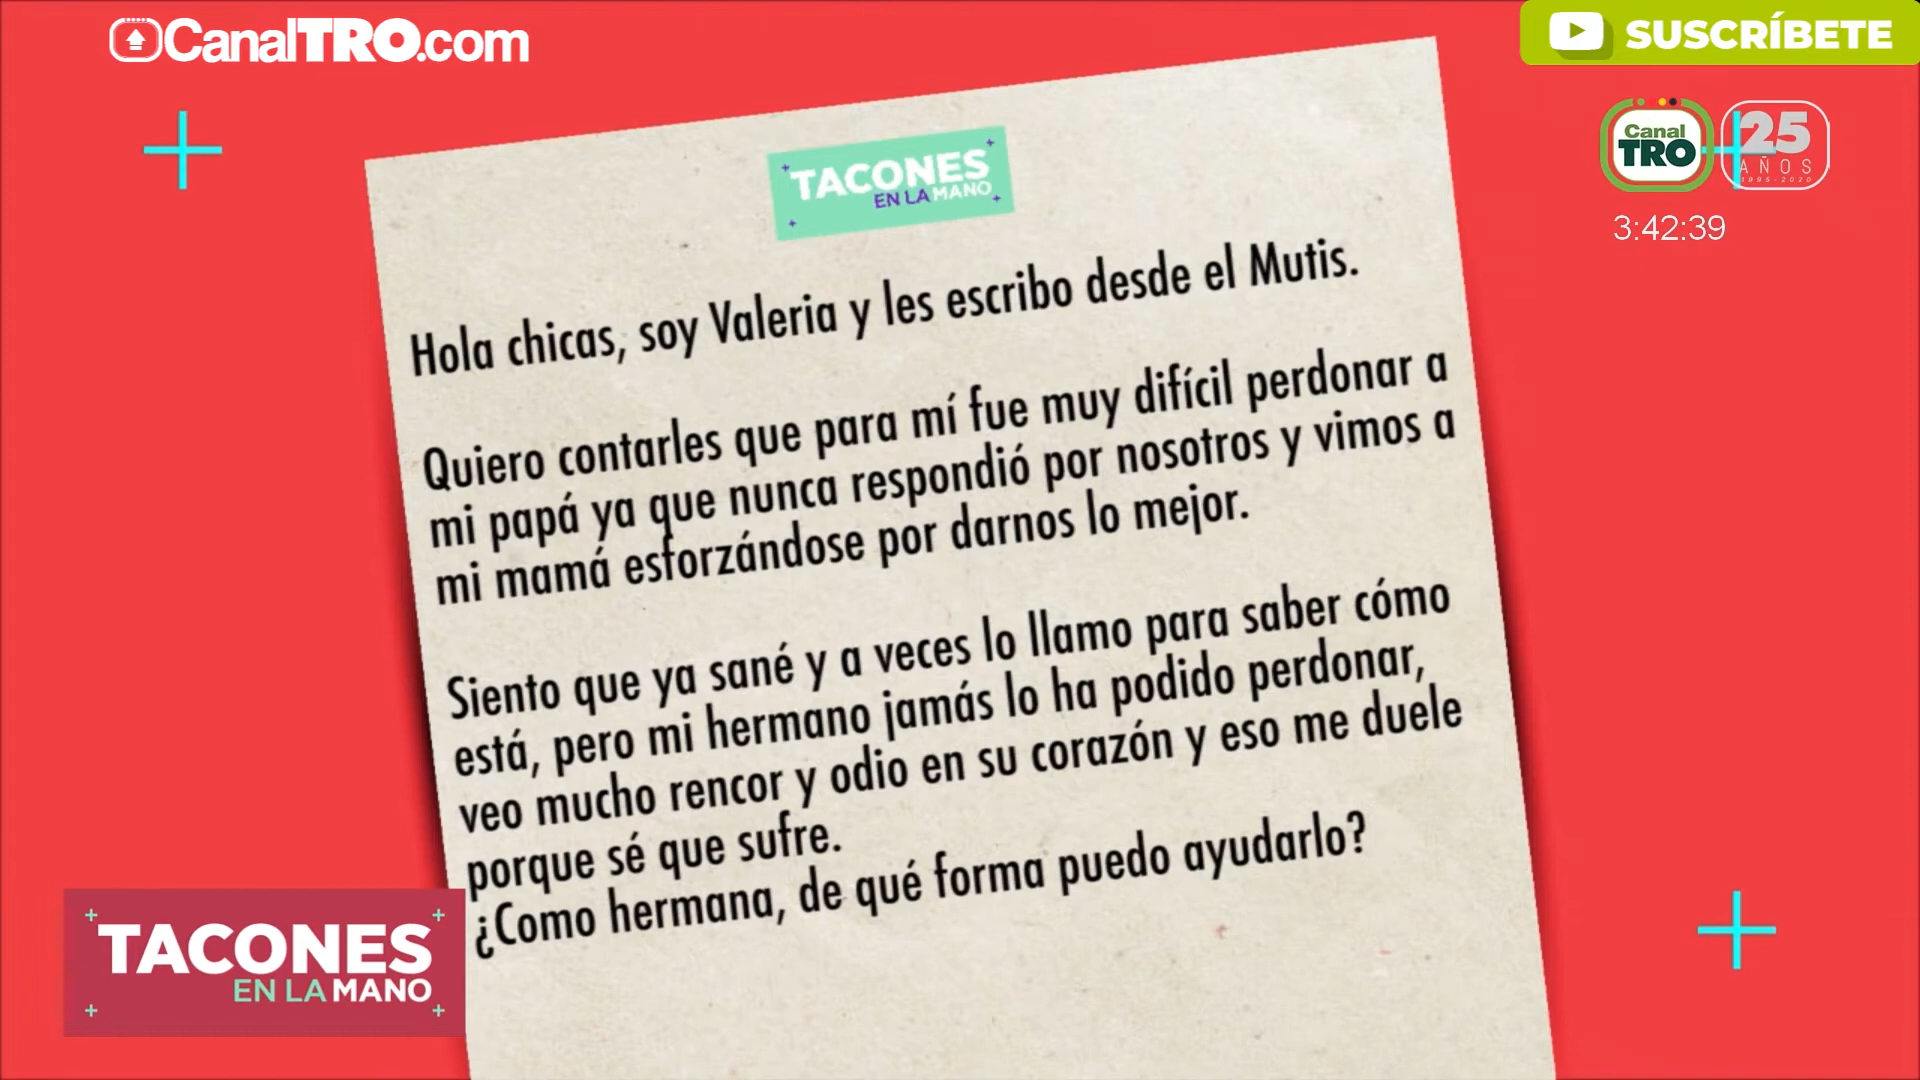 CanalTRO.com
SUSCRÍBETE
Canal
TRO
25
AÑOS
1995-2020
3:42:39
TACONES
EN LA MANO
Hola chicas, soy Valeria y les escribo desde el Mutis.
Quiero contarles que para mí fue muy difícil perdonar a
mi papá ya que nunca respondió por nosotros y vimos a
mi mamá esforzándose por darnos lo mejor.
Siento que ya sané y a veces lo llamo para saber cómo
está, pero mi hermano jamás lo ha podido perdonar,
veo mucho rencor y odio en su corazón y eso me duele
porque sé que sufre.
¿Como hermana, de qué forma puedo ayudarlo?
TACONES
EN LA MANO